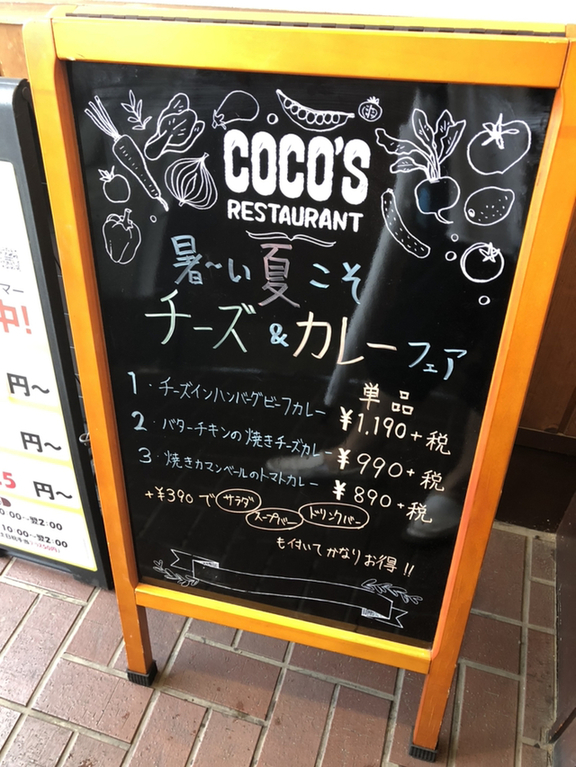 COCO'S
RESTAURANT
暑〜い夏こそ
チーズ&カレーフェア
単品
1. チーズインハンバーグビーフカレー ¥1,190+税
2. バターチキンの焼きチーズカレー ¥990+税
3. 焼きカマンベールのトマトカレー ¥890+税
+¥390で サラダ スープバー ドリンクバー
も付いてかなりお得!!
マー
中!
円〜
円〜
5 円〜